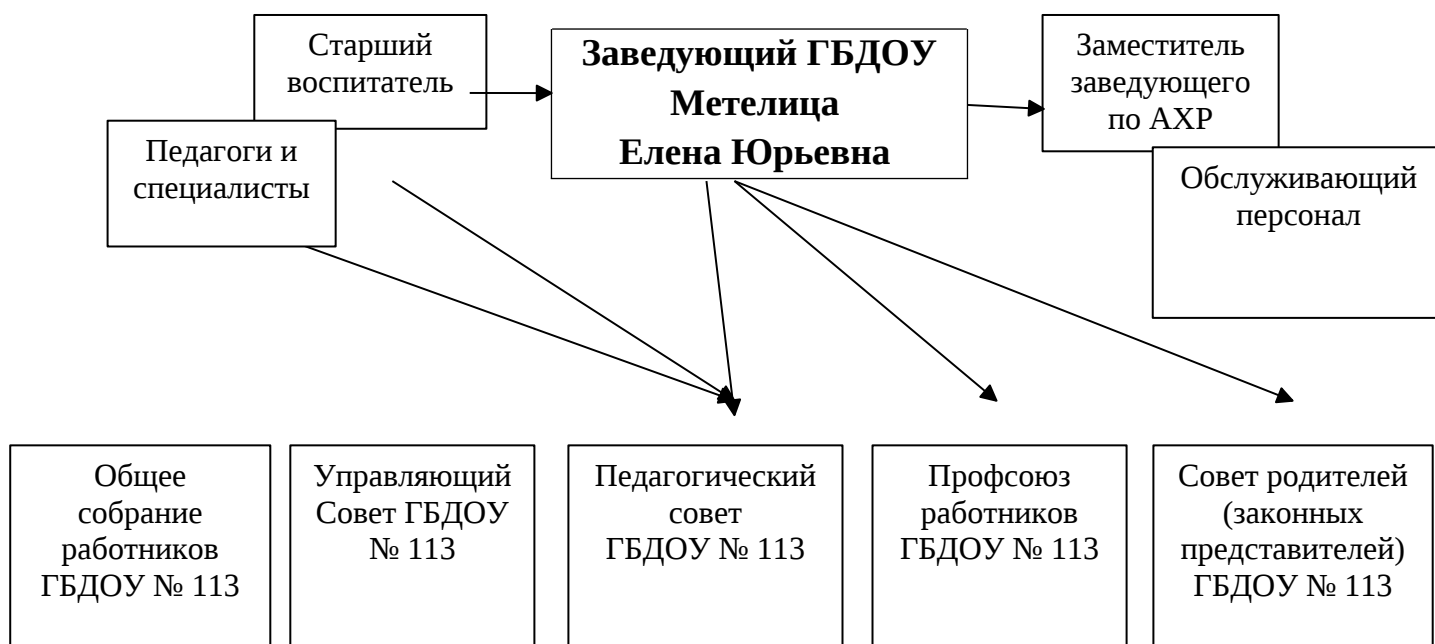 Старший
воспитатель
Заведующий ГБДОУ
Метелица
Елена Юрьевна
Заместитель
заведующего
по АХР
Педагоги и
специалисты
Обслуживающий
персонал
Общее
собрание
работников
ГБДОУ № 113
Управляющий
Совет ГБДОУ
№ 113
Педагогический
совет
ГБДОУ № 113
Профсоюз
работников
ГБДОУ № 113
Совет родителей
(законных
представителей)
ГБДОУ № 113